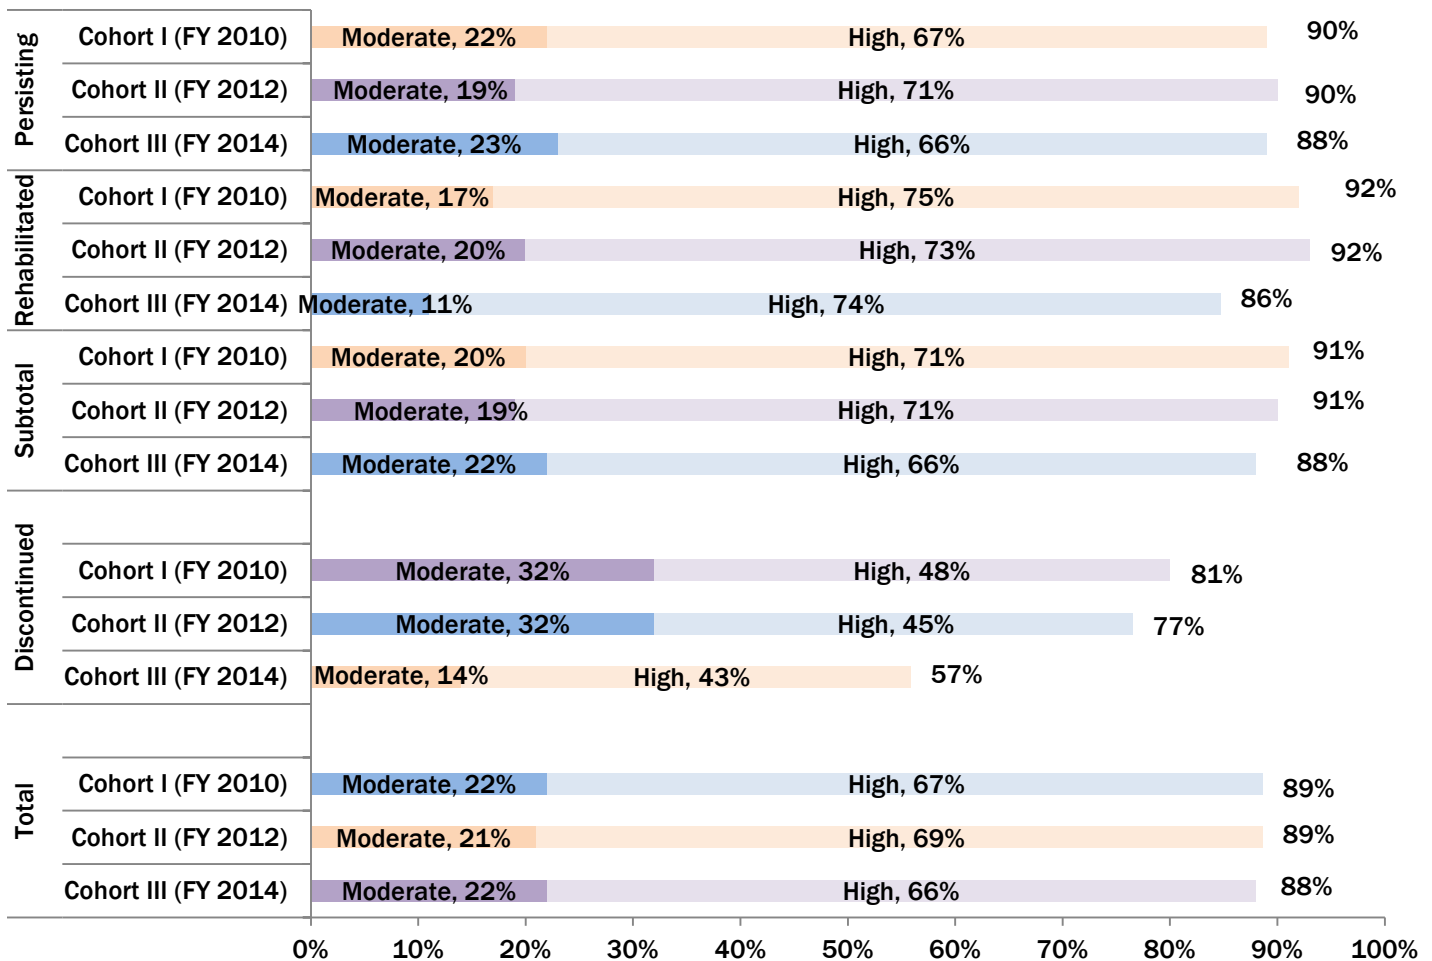 Persisting
Cohort I (FY 2010) Moderate, 22% High, 67% 90%
Cohort II (FY 2012) Moderate, 19% High, 71% 90%
Cohort III (FY 2014) Moderate, 23% High, 66% 88%
Rehabilitated
Cohort I (FY 2010) Moderate, 17% High, 75% 92%
Cohort II (FY 2012) Moderate, 20% High, 73% 92%
Cohort III (FY 2014) Moderate, 11% High, 74% 86%
Subtotal
Cohort I (FY 2010) Moderate, 20% High, 71% 91%
Cohort II (FY 2012) Moderate, 19% High, 71% 91%
Cohort III (FY 2014) Moderate, 22% High, 66% 88%
Discontinued
Cohort I (FY 2010) Moderate, 32% High, 48% 81%
Cohort II (FY 2012) Moderate, 32% High, 45% 77%
Cohort III (FY 2014) Moderate, 14% High, 43% 57%
Total
Cohort I (FY 2010) Moderate, 22% High, 67% 89%
Cohort II (FY 2012) Moderate, 21% High, 69% 89%
Cohort III (FY 2014) Moderate, 22% High, 66% 88%
0% 10% 20% 30% 40% 50% 60% 70% 80% 90% 100%